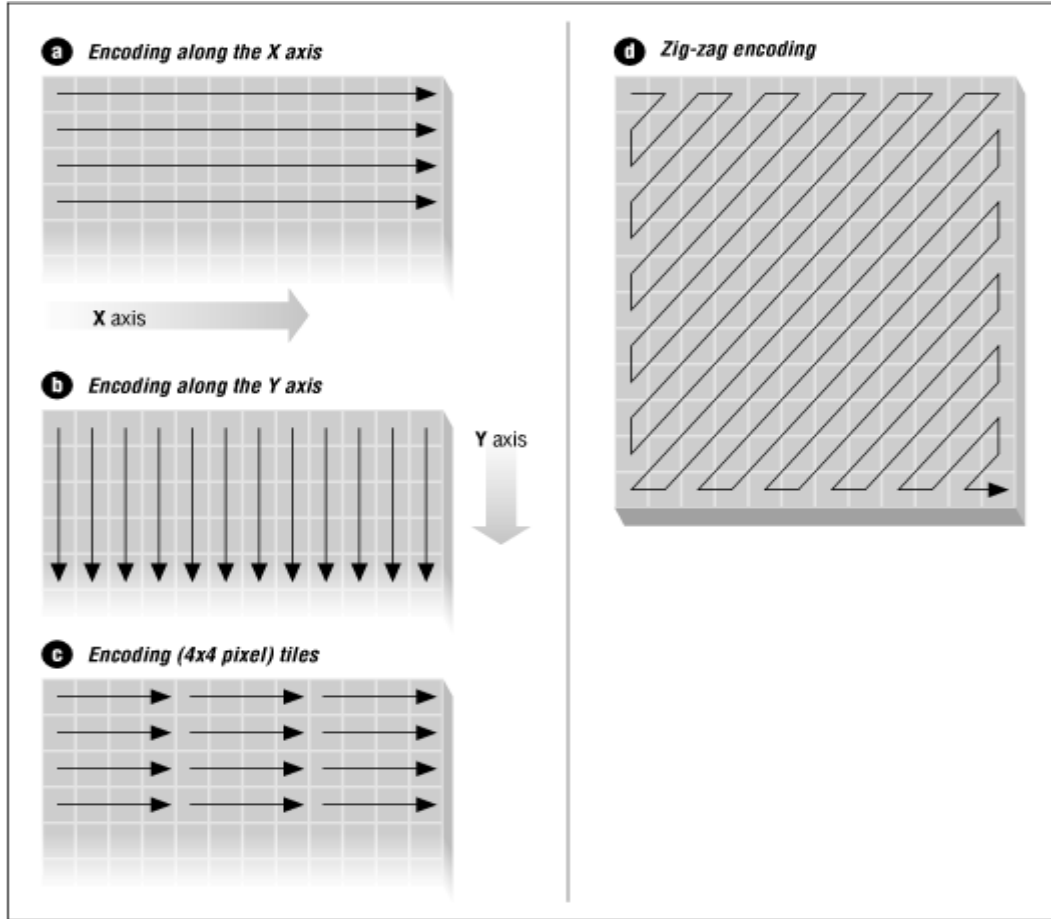 a Encoding along the X axis
X axis
b Encoding along the Y axis
Y axis
c Encoding (4x4 pixel) tiles
d Zig-zag encoding